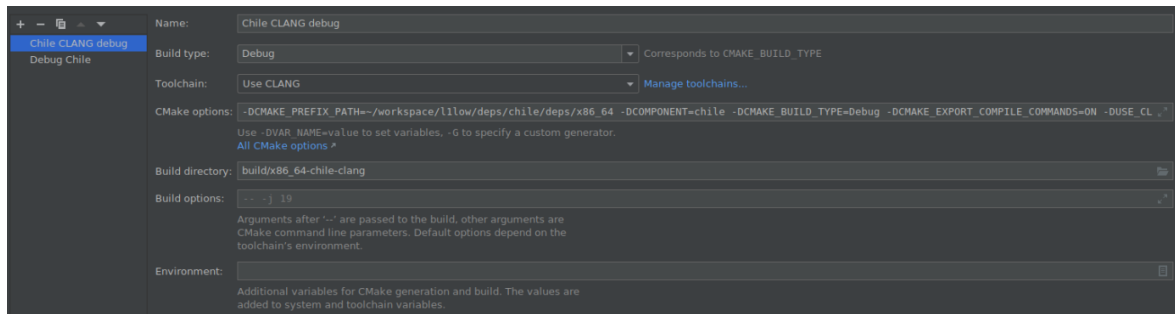 Chile CLANG debug
Debug Chile
Name: Chile CLANG debug
Build type: Debug Corresponds to CMAKE_BUILD_TYPE
Toolchain: Use CLANG Manage toolchains...
CMake options: -DCMAKE_PREFIX_PATH=~/workspace/l1low/deps/chile/deps/x86_64 -DCOMPONENT=chile -DCMAKE_BUILD_TYPE=Debug -DCMAKE_EXPORT_COMPILE_COMMANDS=ON -DUSE_CL
Use -DVAR_NAME=value to set variables, -G to specify a custom generator.
All CMake options ↗
Build directory: build/x86_64-chile-clang
Build options: -- -j 19
Arguments after '--' are passed to the build, other arguments are
CMake command line parameters. Default options depend on the
toolchain's environment.
Environment:
Additional variables for CMake generation and build. The values are
added to system and toolchain variables.